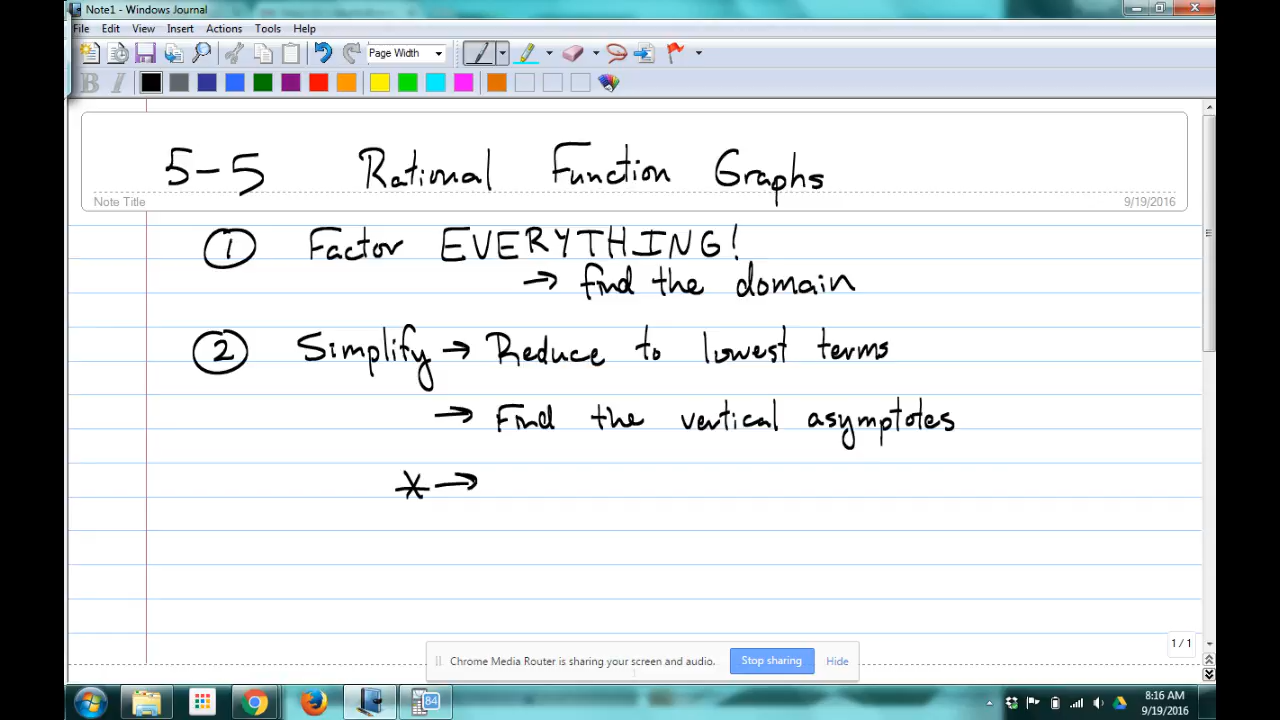 Note1 - Windows Journal
File Edit View Insert Actions Tools Help
Page Width
B I
5-5 Rational Function Graphs
Note Title 9/19/2016
① Factor EVERYTHING!
→ find the domain
② Simplify → Reduce to lowest terms
→ Find the vertical asymptotes
* →
1 / 1
Chrome Media Router is sharing your screen and audio. Stop sharing Hide
84
8:16 AM
9/19/2016